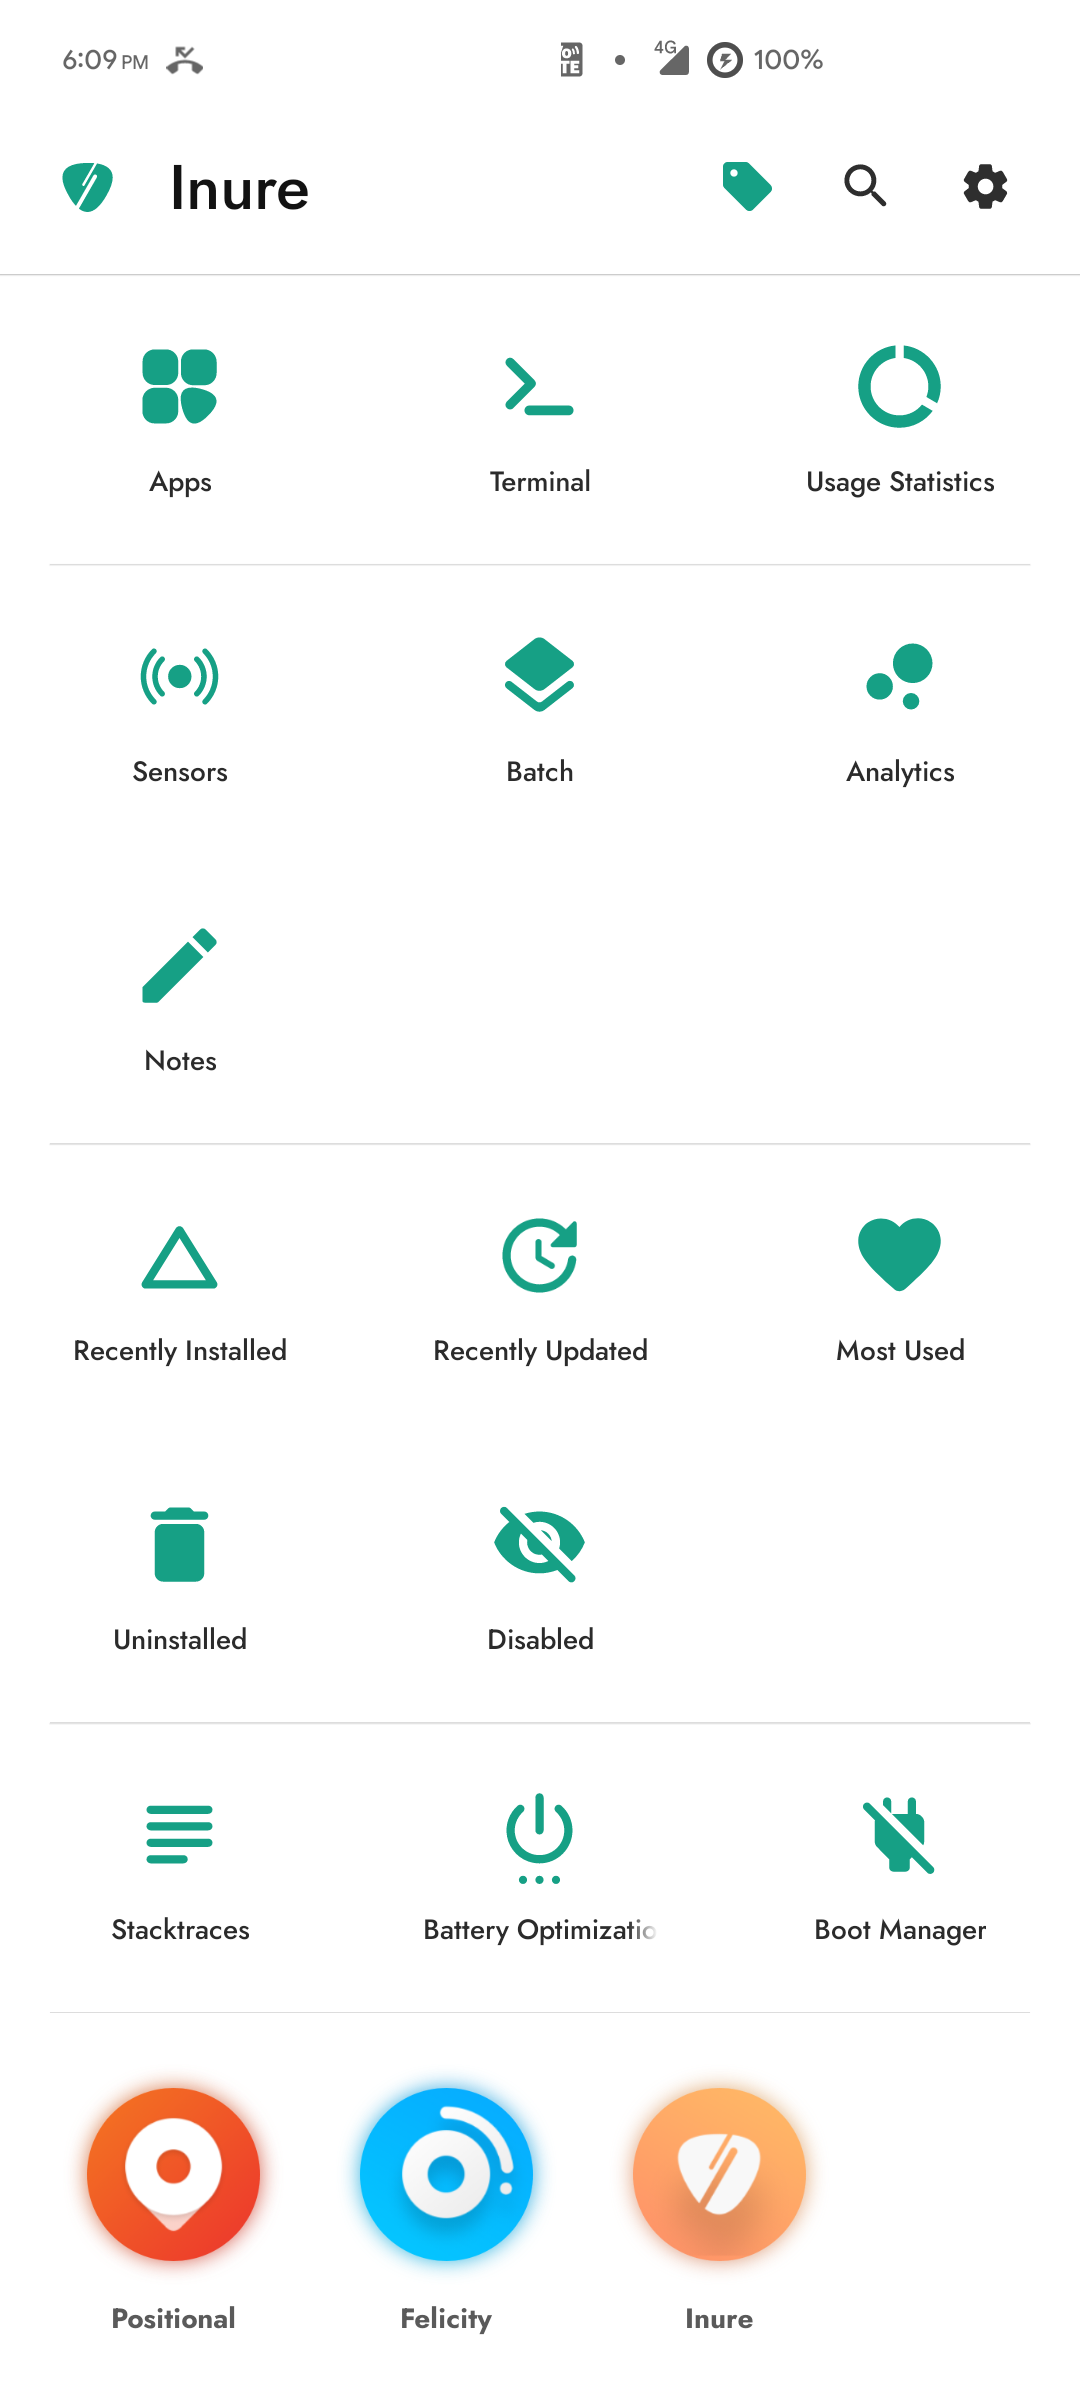 6:09 PM 4G 100%
Inure
Apps Terminal Usage Statistics
Sensors Batch Analytics
Notes
Recently Installed Recently Updated Most Used
Uninstalled Disabled
Stacktraces Battery Optimizatio Boot Manager
Positional Felicity Inure